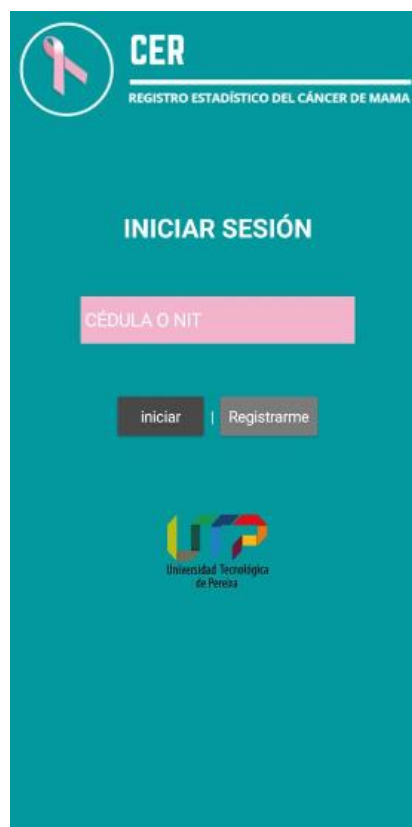 CER
REGISTRO ESTADÍSTICO DEL CÁNCER DE MAMA
INICIAR SESIÓN
CÉDULA O NIT
iniciar | Registrarme
UTP
Universidad Tecnológica
de Pereira